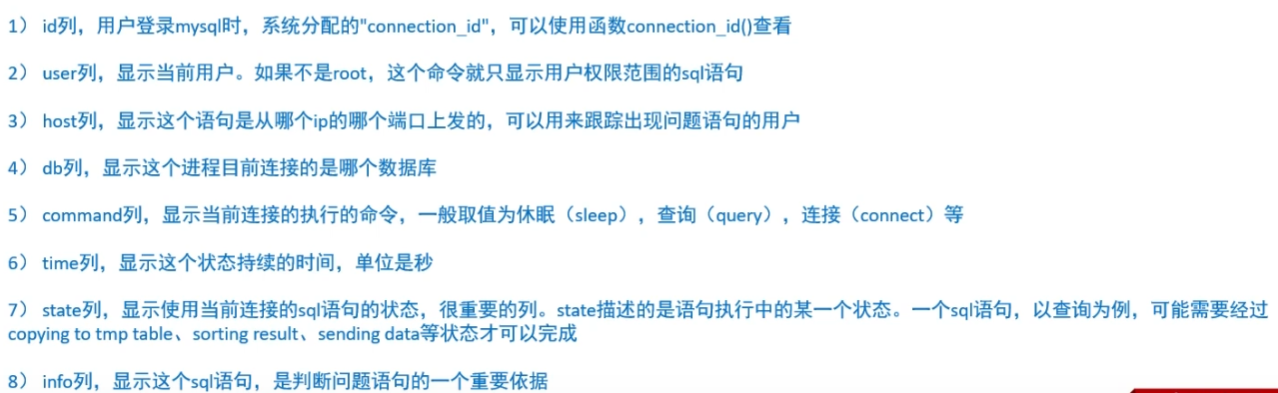 1） id列，用户登录mysql时，系统分配的"connection_id"，可以使用函数connection_id()查看
2） user列，显示当前用户。如果不是root，这个命令就只显示用户权限范围的sql语句
3） host列，显示这个语句是从哪个ip的哪个端口上发的，可以用来跟踪出现问题语句的用户
4） db列，显示这个进程目前连接的是哪个数据库
5） command列，显示当前连接的执行的命令，一般取值为休眠（sleep），查询（query），连接（connect）等
6） time列，显示这个状态持续的时间，单位是秒
7） state列，显示使用当前连接的sql语句的状态，很重要的列。state描述的是语句执行中的某一个状态。一个sql语句，以查询为例，可能需要经过
copying to tmp table、sorting result、sending data等状态才可以完成
8） info列，显示这个sql语句，是判断问题语句的一个重要依据